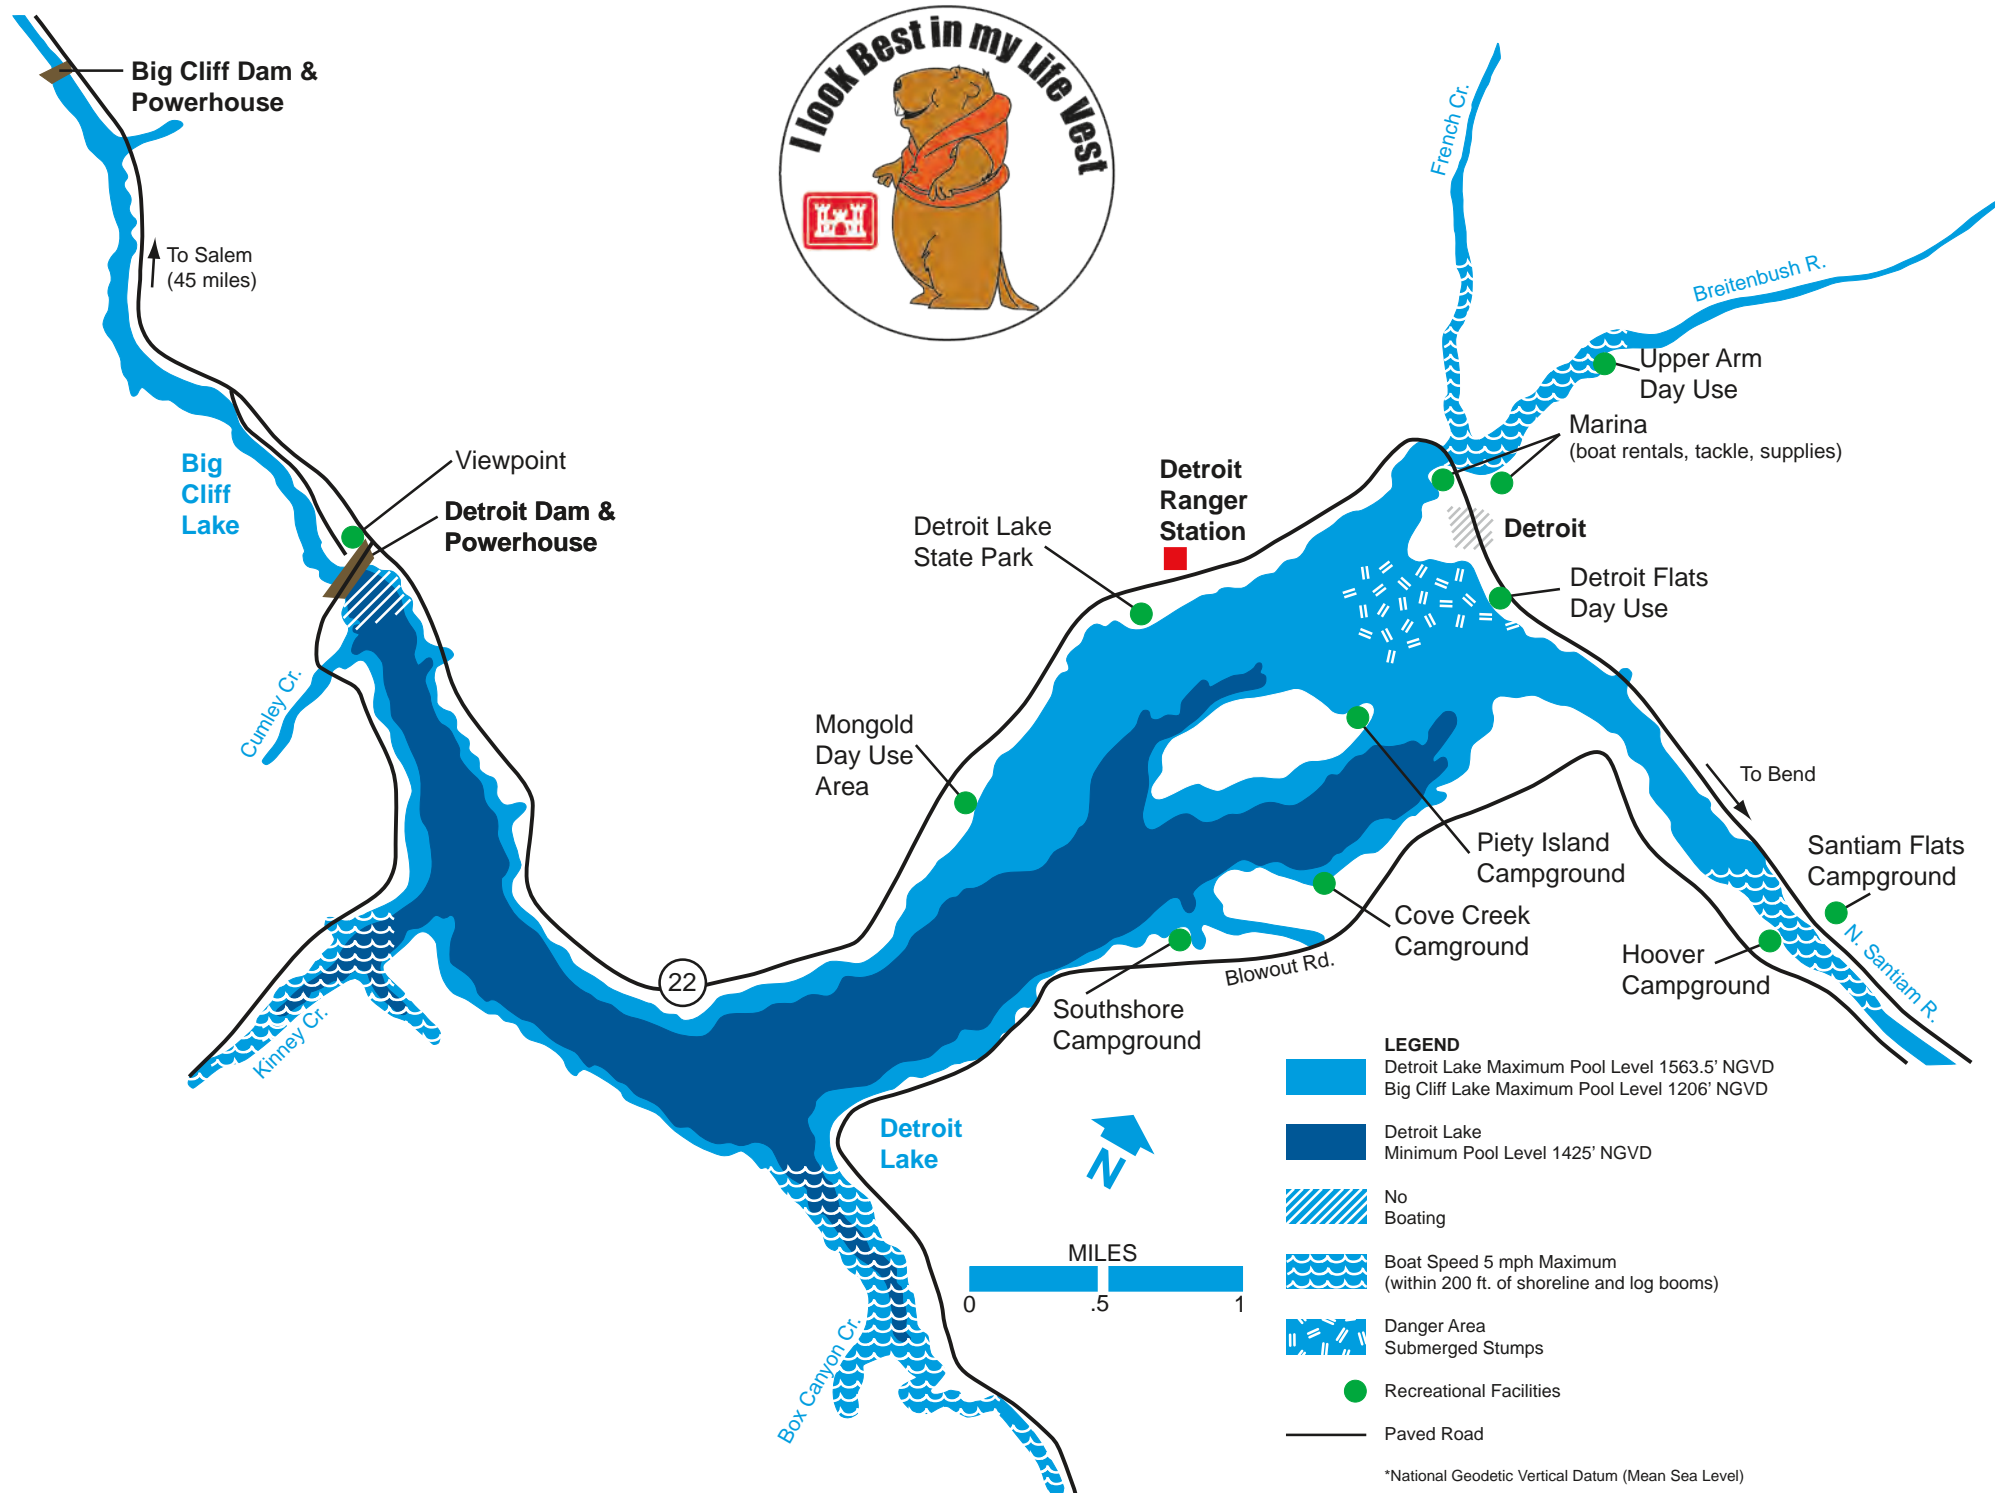 I look Best in my Life Vest
Big Cliff Dam &
Powerhouse
To Salem
(45 miles)
French Cr.
Breitenbush R.
Upper Arm
Day Use
Marina
(boat rentals, tackle, supplies)
Big
Cliff
Lake
Viewpoint
Detroit Dam &
Powerhouse
Detroit
Ranger
Station
Detroit Lake
State Park
Detroit
Detroit Flats
Day Use
Cumley Cr.
Mongold
Day Use
Area
To Bend
Piety Island
Campground
Santiam Flats
Campground
Cove Creek
Camground
Hoover
Campground
N. Santiam R.
Blowout Rd.
22
Southshore
Campground
Kinney Cr.
Detroit
Lake
N
MILES
0 .5 1
Box Canyon Cr.
LEGEND
Detroit Lake Maximum Pool Level 1563.5’ NGVD
Big Cliff Lake Maximum Pool Level 1206’ NGVD
Detroit Lake
Minimum Pool Level 1425’ NGVD
No
Boating
Boat Speed 5 mph Maximum
(within 200 ft. of shoreline and log booms)
Danger Area
Submerged Stumps
Recreational Facilities
Paved Road
*National Geodetic Vertical Datum (Mean Sea Level)